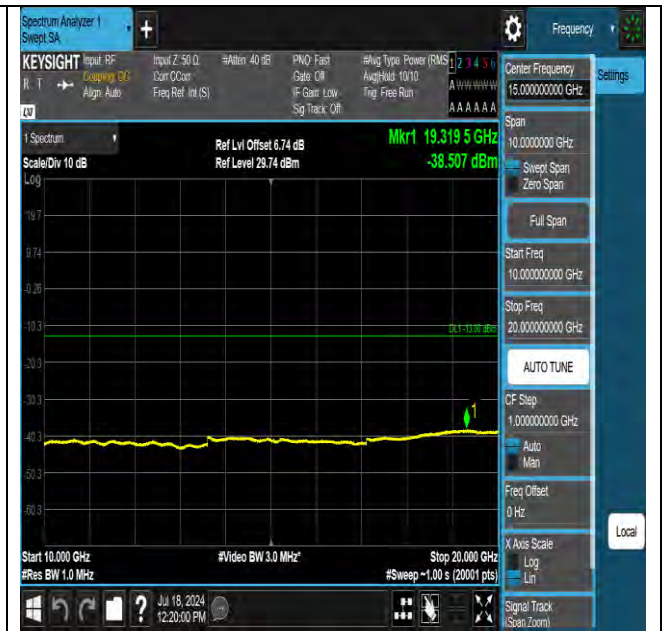 Spectrum Analyzer 1
Swept SA
Frequency
KEYSIGHT
R T
Input: RF
Coupling: DC
Align: Auto
Input Z: 50 Ω
Corr CCorr
Freq Ref: Int (S)
#Atten: 40 dB
PNO: Fast
Gate: Off
IF Gain: Low
Sig Track: Off
#Avg Type: Power (RMS
Avg|Hold: 10/10
Trig: Free Run
1 2 3 4 5 6
A W W W W W
A A A A A A
1 Spectrum
Scale/Div 10 dB
Log
Ref Lvl Offset 6.74 dB
Ref Level 29.74 dBm
Mkr1 19.319 5 GHz
-38.507 dBm
19.7
9.74
-0.26
-10.3
DL1 -13.00 dBm
-20.3
-30.3
1
-40.3
-50.3
-60.3
Start 10.000 GHz
#Res BW 1.0 MHz
#Video BW 3.0 MHz*
Stop 20.000 GHz
#Sweep ~1.00 s (20001 pts)
?
Jul 18, 2024
12:20:00 PM
Center Frequency
15.00000000 GHz
Settings
Span
10.0000000 GHz
Swept Span
Zero Span
Full Span
Start Freq
10.000000000 GHz
Stop Freq
20.000000000 GHz
AUTO TUNE
CF Step
1.000000000 GHz
Auto
Man
Freq Offset
0 Hz
X Axis Scale
Log
Lin
Local
Signal Track
(Span Zoom)